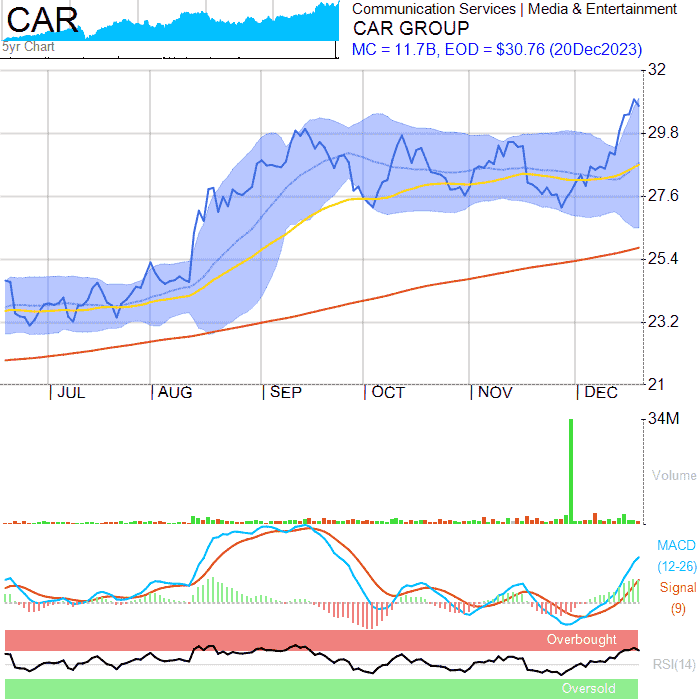 CAR
5yr Chart
Communication Services | Media & Entertainment
CAR GROUP
MC = 11.7B, EOD = $30.76 (20Dec2023)
32
29.8
27.6
25.4
23.2
21
JUL AUG SEP OCT NOV DEC
34M
Volume
MACD
(12-26)
Signal
(9)
Overbought
RSI(14)
Oversold